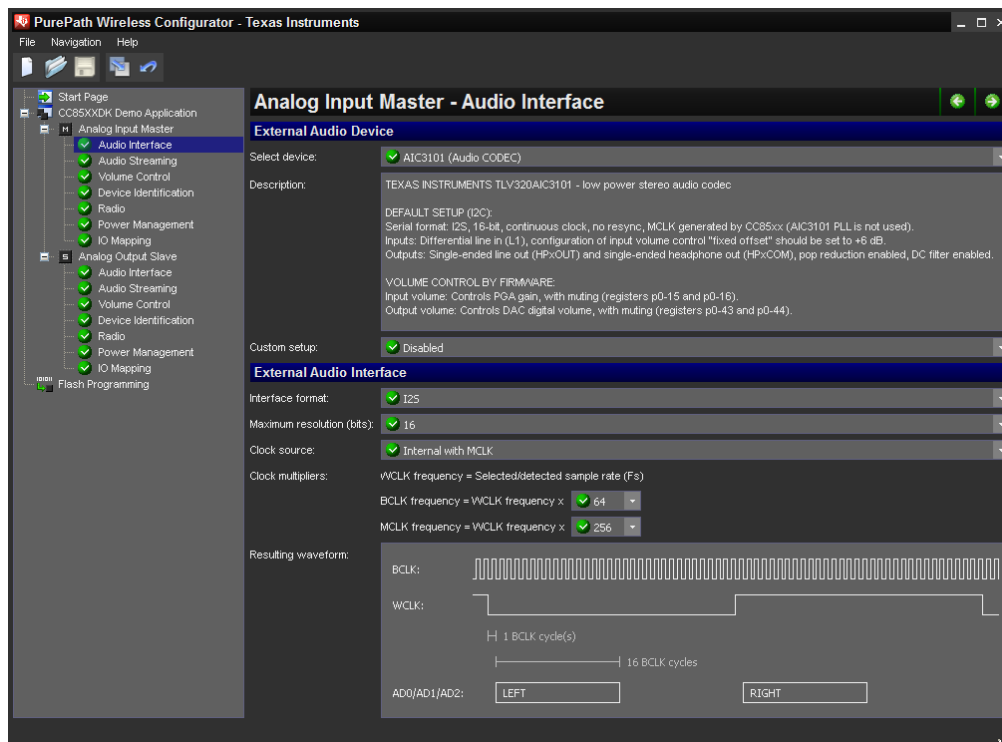 PurePath Wireless Configurator - Texas Instruments
File Navigation Help
Start Page
CC85XXDK Demo Application
M Analog Input Master
Audio Interface
Audio Streaming
Volume Control
Device Identification
Radio
Power Management
IO Mapping
S Analog Output Slave
Audio Interface
Audio Streaming
Volume Control
Device Identification
Radio
Power Management
IO Mapping
Flash Programming
Analog Input Master - Audio Interface
External Audio Device
Select device: AIC3101 (Audio CODEC)
Description: TEXAS INSTRUMENTS TLV320AIC3101 - low power stereo audio codec
DEFAULT SETUP (I2C):
Serial format: I2S, 16-bit, continuous clock, no resync, MCLK generated by CC85xx (AIC3101 PLL is not used).
Inputs: Differential line in (L1), configuration of input volume control "fixed offset" should be set to +6 dB.
Outputs: Single-ended line out (HPxOUT) and single-ended headphone out (HPxCOM), pop reduction enabled, DC filter enabled.
VOLUME CONTROL BY FIRMWARE:
Input volume: Controls PGA gain, with muting (registers p0-15 and p0-16).
Output volume: Controls DAC digital volume, with muting (registers p0-43 and p0-44).
Custom setup: Disabled
External Audio Interface
Interface format: I2S
Maximum resolution (bits): 16
Clock source: Internal with MCLK
Clock multipliers: WCLK frequency = Selected/detected sample rate (Fs)
BCLK frequency = WCLK frequency x 64
MCLK frequency = WCLK frequency x 256
Resulting waveform:
BCLK:
WCLK:
1 BCLK cycle(s)
16 BCLK cycles
AD0/AD1/AD2: LEFT RIGHT